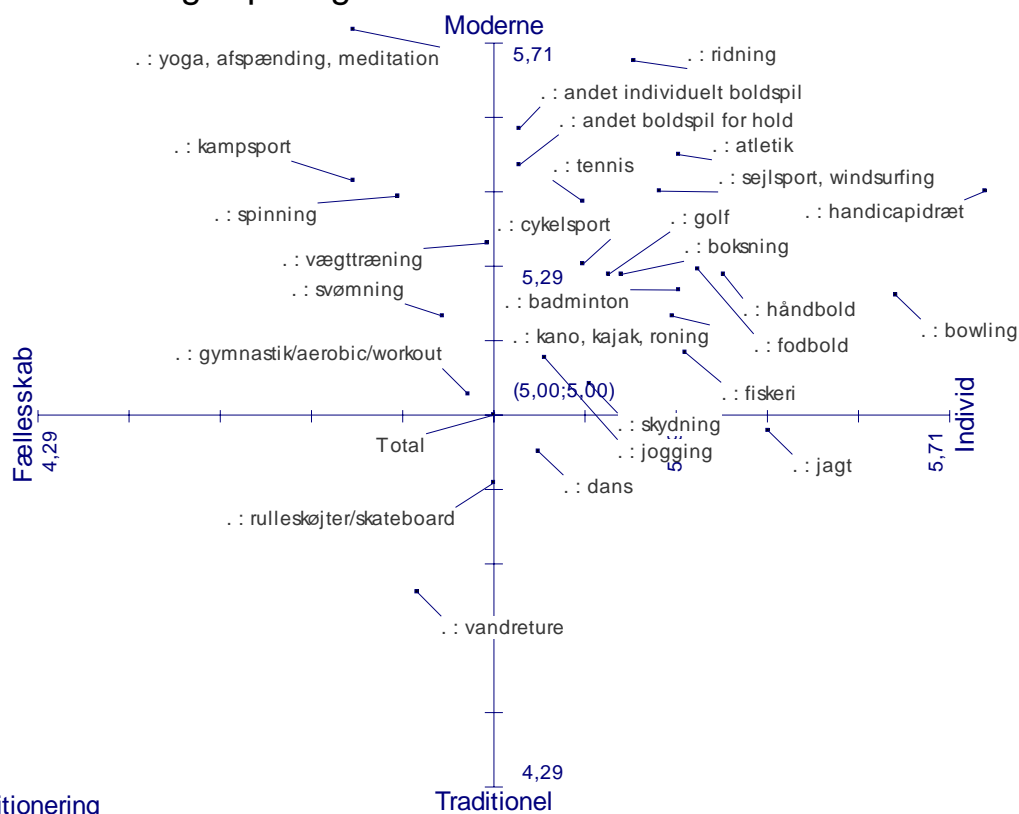 Moderne
5,71
. : yoga, afspænding, meditation
. : ridning
. : andet individuelt boldspil
. : andet boldspil for hold
. : kampsport
. : atletik
. : tennis
. : sejlsport, windsurfing
. : spinning
. : handicapidræt
. : cykelsport
. : golf
. : boksning
. : vægttræning
5,29
. : svømning
. : badminton
. : håndbold
. : bowling
. : kano, kajak, roning
. : fodbold
. : gymnastik/aerobic/workout
(5,00;5,00)
. : fiskeri
Fællesskab
4,29
Individ
5,71
. : skydning
Total
. : jogging
. : jagt
. : dans
. : rulleskøjter/skateboard
. : vandreture
4,29
Traditionel